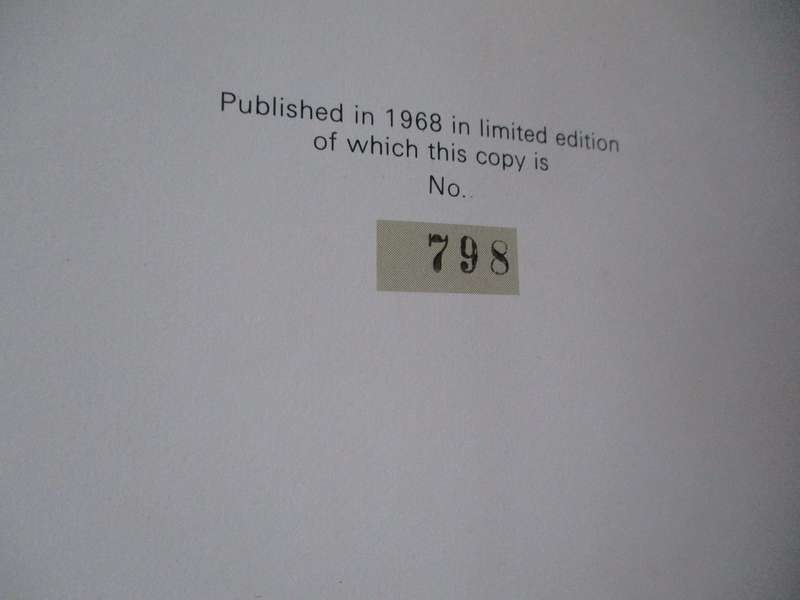 Published in 1968 in limited edition
of which this copy is
No.
798